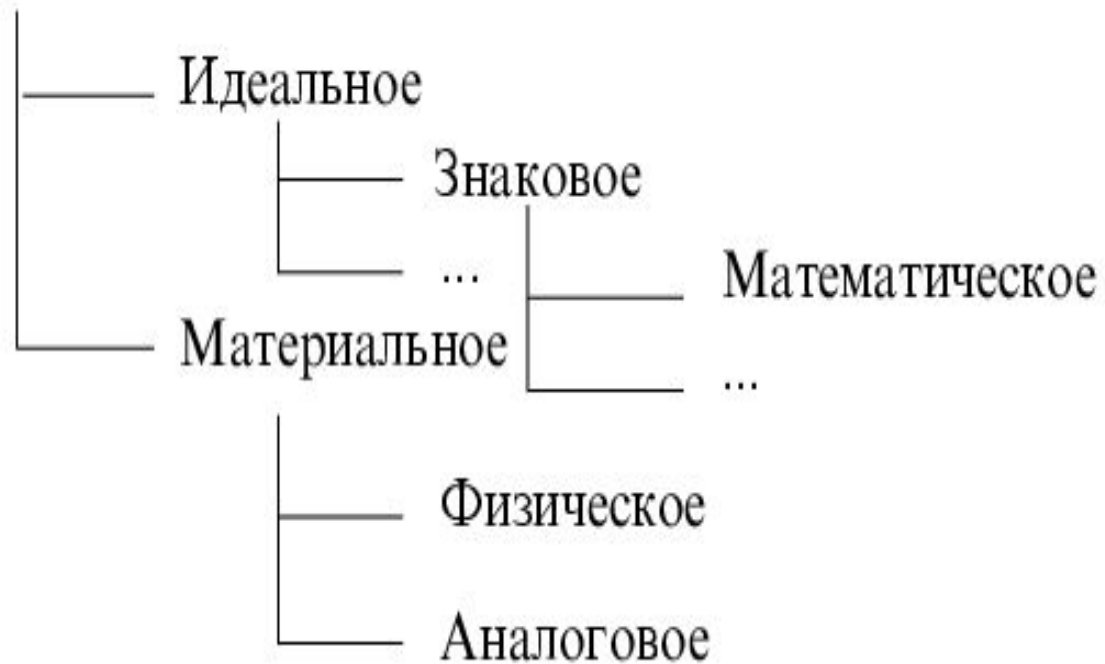 Идеальное
Знаковое
...
Математическое
Материальное
...
Физическое
Аналоговое